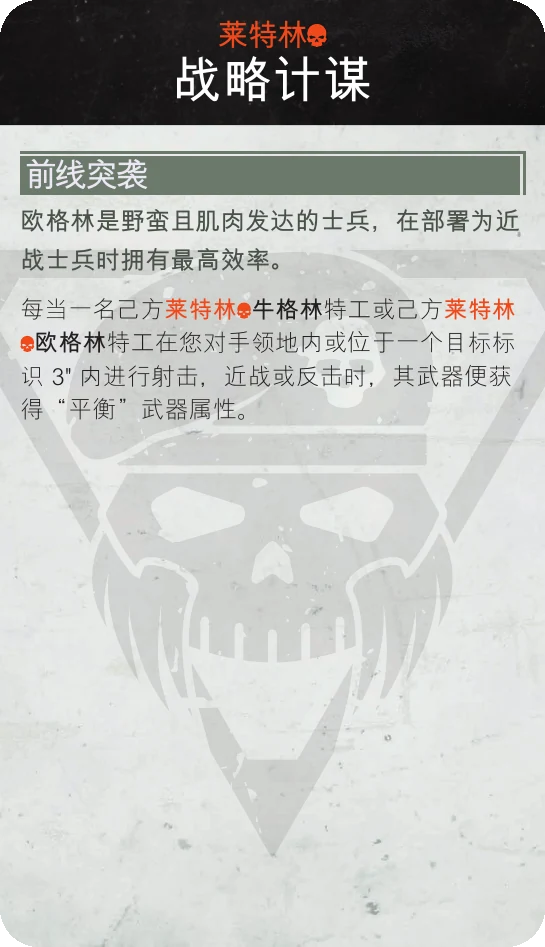 莱特林
战略计谋
前线突袭
欧格林是野蛮且肌肉发达的士兵，在部署为近
战士兵时拥有最高效率。
每当一名己方莱特林牛格林特工或己方莱特林
欧格林特工在您对手领地内或位于一个目标标
识 3" 内进行射击，近战或反击时，其武器便获
得“平衡”武器属性。